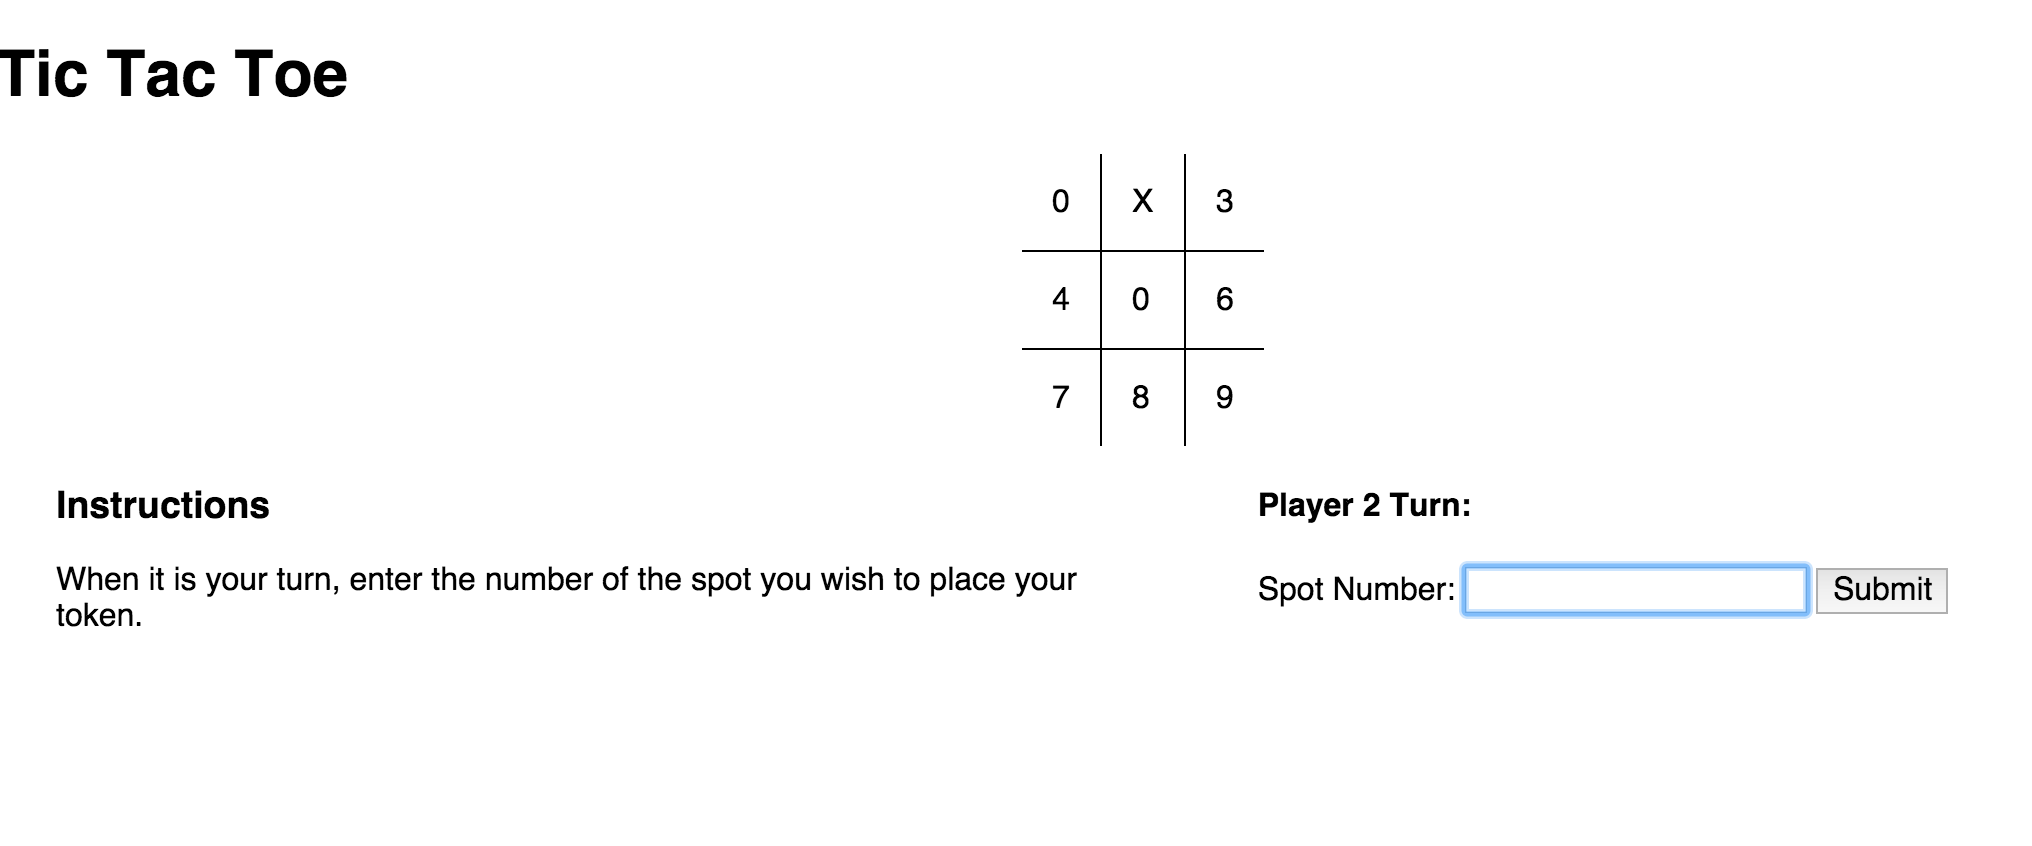 Tic Tac Toe
0 X 3
4 0 6
7 8 9
Instructions
When it is your turn, enter the number of the spot you wish to place your
token.
Player 2 Turn:
Spot Number: Submit